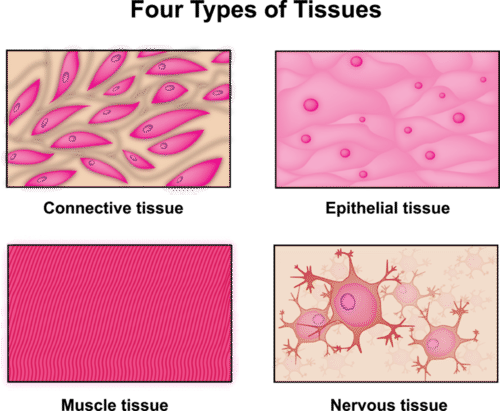 Four Types of Tissues
Connective tissue
Epithelial tissue
Muscle tissue
Nervous tissue